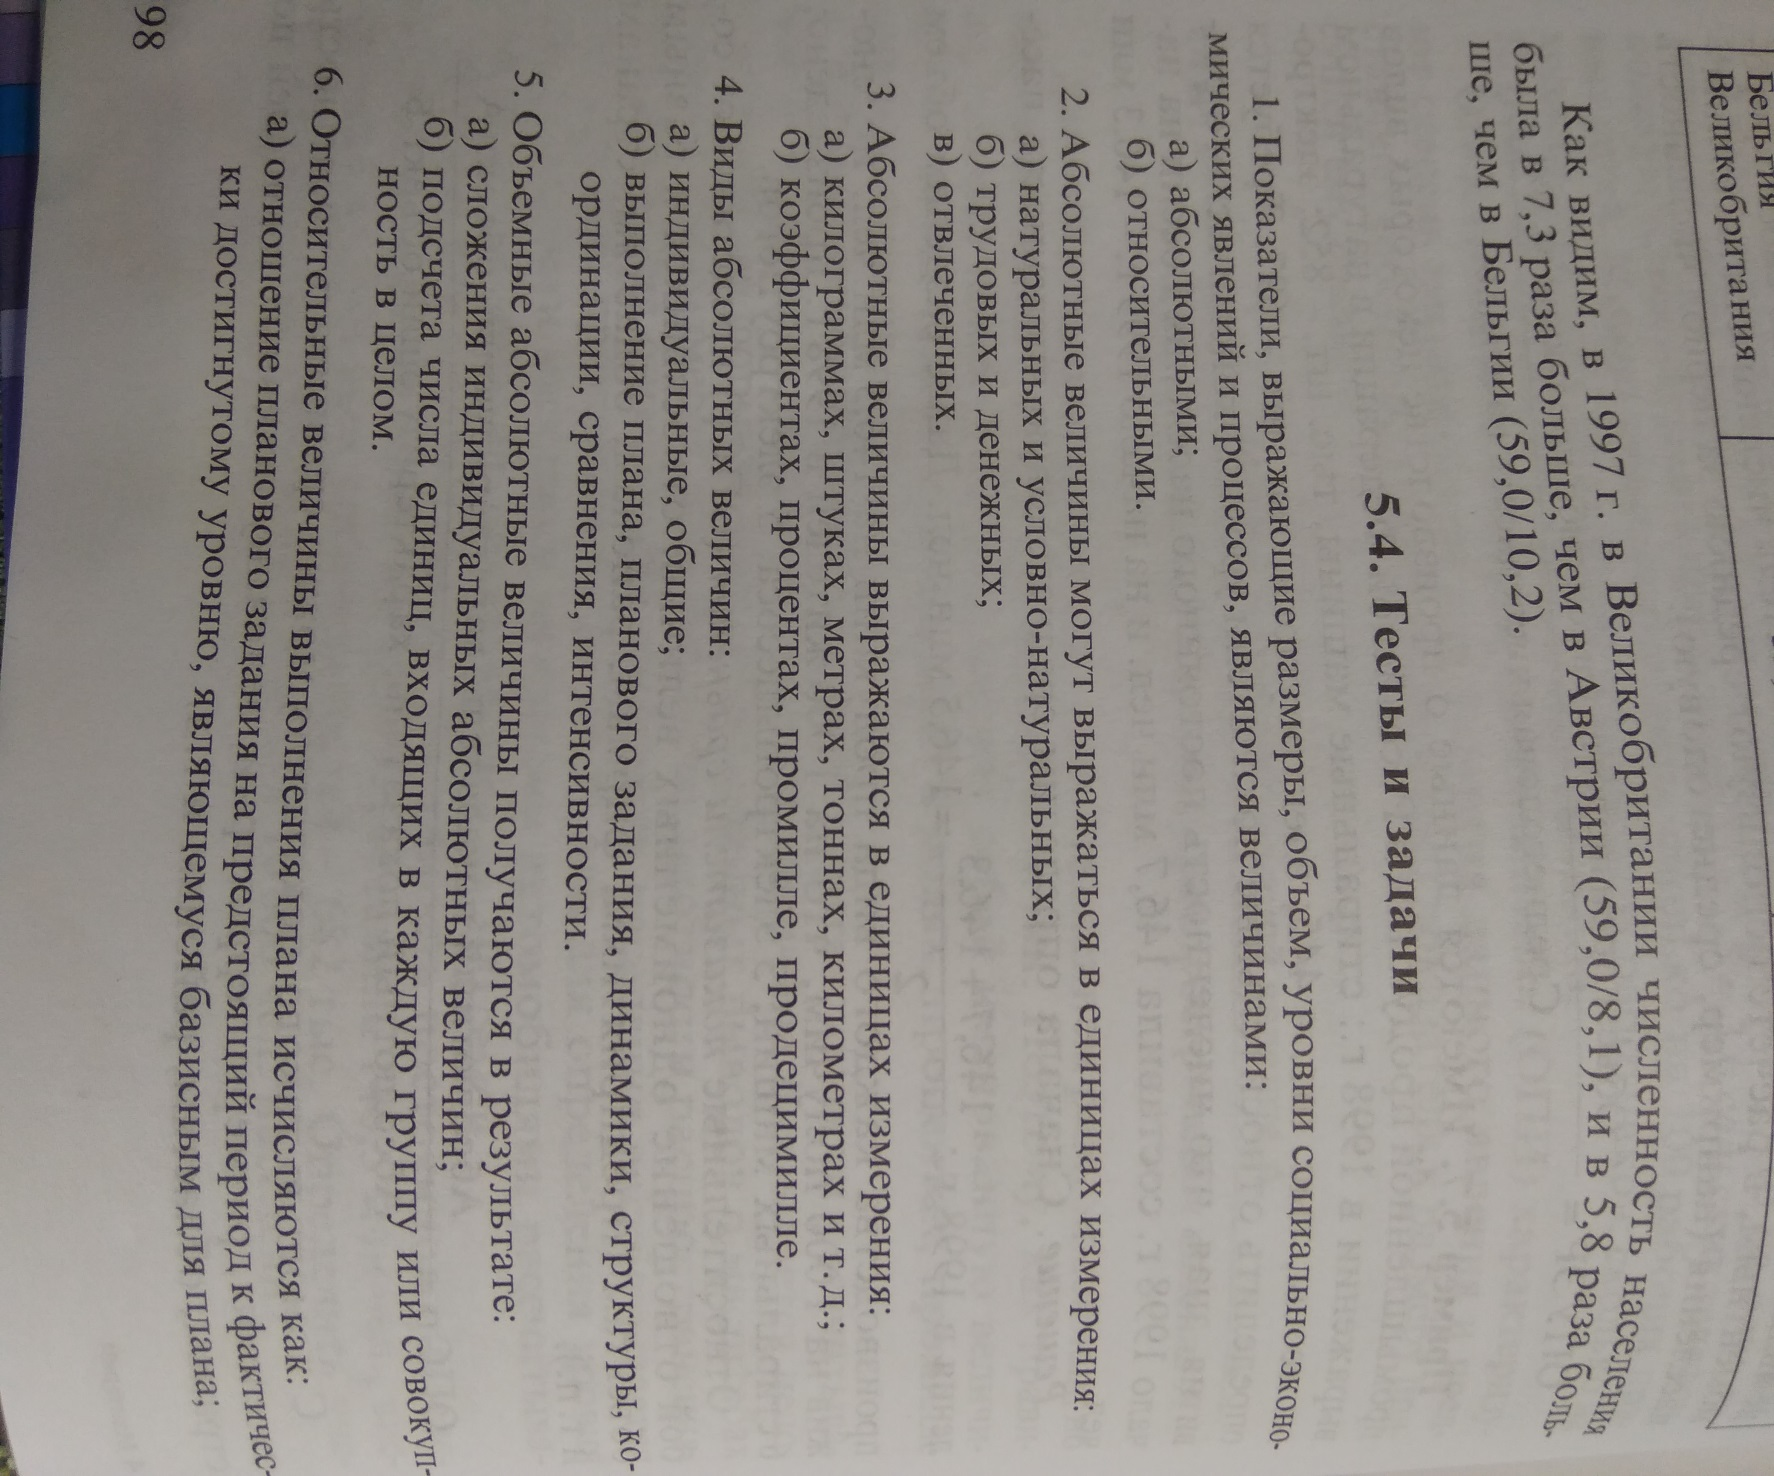 Бельгия
Великобритания
Как видим, в 1997 г. в Великобритании численность населения
была в 7,3 раза больше, чем в Австрии (59,0/8,1), и в 5,8 раза боль-
ше, чем в Бельгии (59,0/10,2).
5.4. Тесты и задачи
1. Показатели, выражающие размеры, объем, уровни социально-эконо-
мических явлений и процессов, являются величинами:
а) абсолютными;
б) относительными.
2. Абсолютные величины могут выражаться в единицах измерения:
а) натуральных и условно-натуральных;
б) трудовых и денежных;
в) отвлеченных.
3. Абсолютные величины выражаются в единицах измерения:
а) килограммах, штуках, метрах, тоннах, километрах и т.д.;
б) коэффициентах, процентах, промилле, продецимилле.
4. Виды абсолютных величин:
а) индивидуальные, общие;
б) выполнение плана, планового задания, динамики, структуры, ко-
ординации, сравнения, интенсивности.
5. Объемные абсолютные величины получаются в результате:
а) сложения индивидуальных абсолютных величин;
б) подсчета числа единиц, входящих в каждую группу или совокуп-
ность в целом.
6. Относительные величины выполнения плана исчисляются как:
а) отношение планового задания на предстоящий период к фактичес-
ки достигнутому уровню, являющемуся базисным для плана;
98